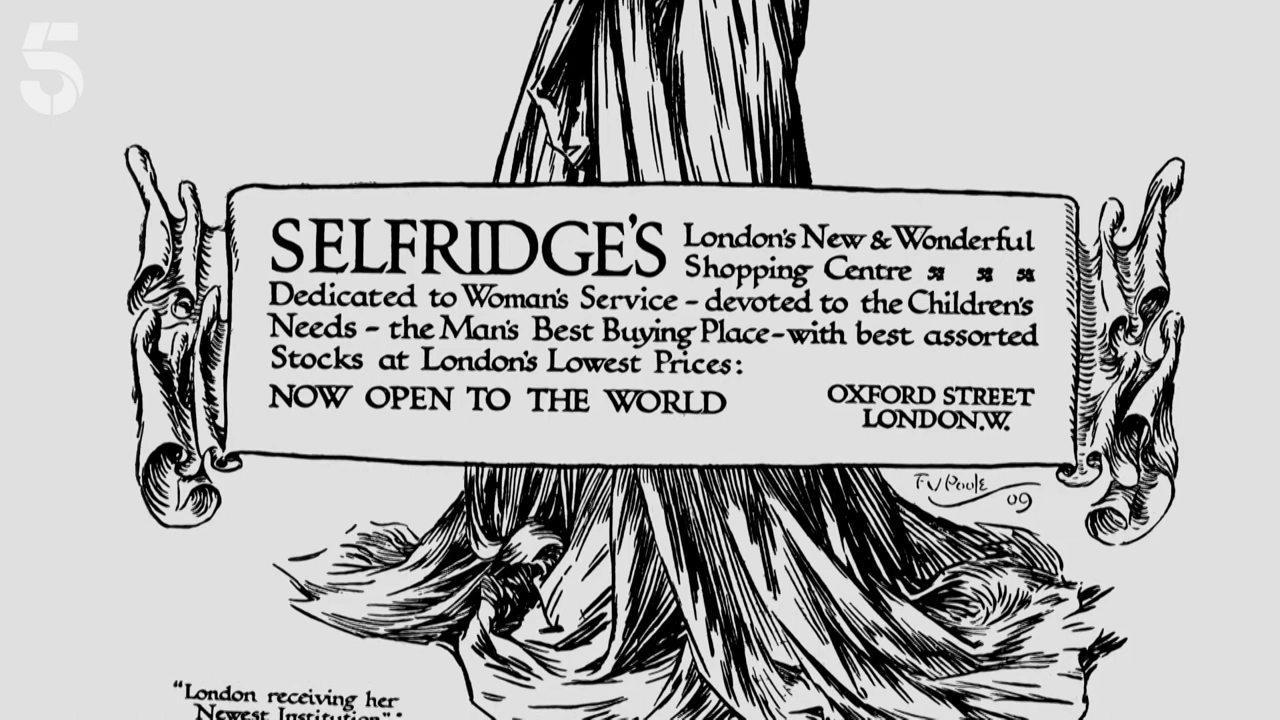 5
SELFRIDGE'S
London's New & Wonderful
Shopping Centre
Dedicated to Woman's Service - devoted to the Children's
Needs - the Man's Best Buying Place - with best assorted
Stocks at London's Lowest Prices:
NOW OPEN TO THE WORLD
OXFORD STREET
LONDON.W.
F V Poole
09
"London receiving her
Newest Institution":